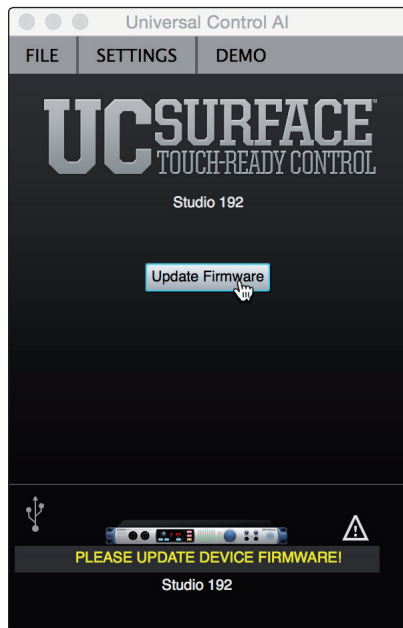 Universal Control AI
FILE SETTINGS DEMO
UC SURFACE™
TOUCH-READY CONTROL
Studio 192
Update Firmware
PLEASE UPDATE DEVICE FIRMWARE!
Studio 192